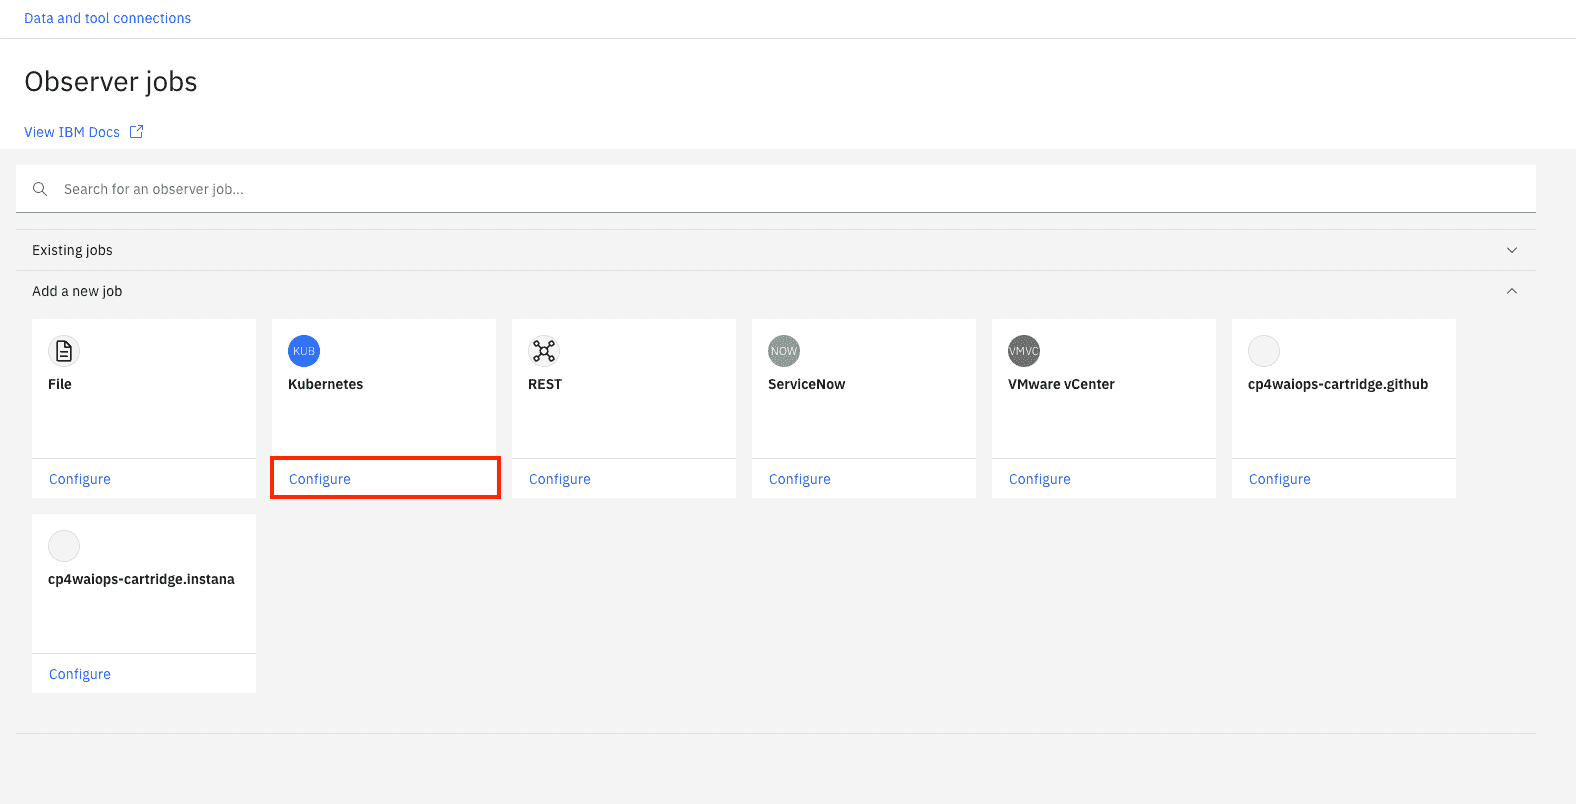 Data and tool connections
Observer jobs
View IBM Docs
Search for an observer job...
Existing jobs
Add a new job
File
Configure
KUB
Kubernetes
Configure
REST
Configure
NOW
ServiceNow
Configure
VMVC
VMware vCenter
Configure
cp4waiops-cartridge.github
Configure
cp4waiops-cartridge.instana
Configure